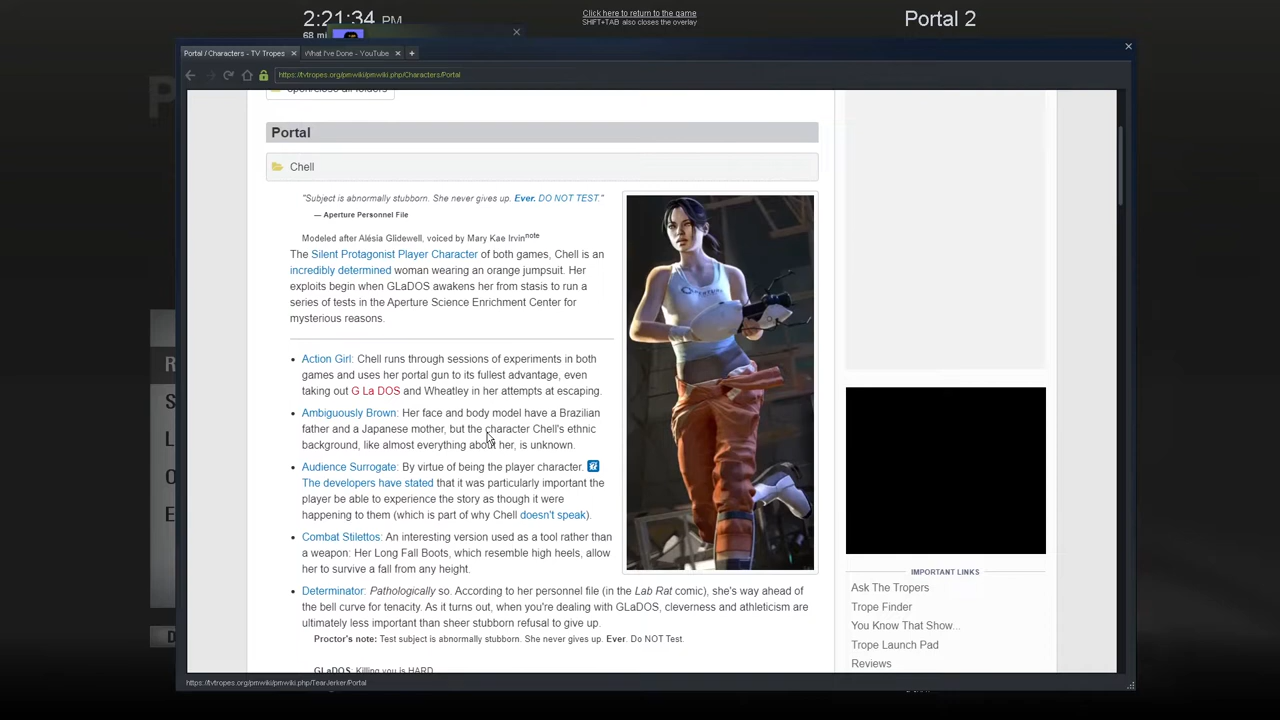 2:21:34 PM
Click here to return to the game
SHIFT+TAB also closes the overlay
Portal 2
68 mi
Portal / Characters - TV Tropes
What I've Done - YouTube
https://tvtropes.org/pmwiki/pmwiki.php/Characters/Portal
open/close all folders
Portal
Chell
"Subject is abnormally stubborn. She never gives up. Ever. DO NOT TEST."
— Aperture Personnel File
Modeled after Alésia Glidewell, voiced by Mary Kae Irvin note
The Silent Protagonist Player Character of both games, Chell is an
incredibly determined woman wearing an orange jumpsuit. Her
exploits begin when GLaDOS awakens her from stasis to run a
series of tests in the Aperture Science Enrichment Center for
mysterious reasons.
• Action Girl: Chell runs through sessions of experiments in both
games and uses her portal gun to its fullest advantage, even
taking out G La DOS and Wheatley in her attempts at escaping.
• Ambiguously Brown: Her face and body model have a Brazilian
father and a Japanese mother, but the character Chell's ethnic
background, like almost everything about her, is unknown.
• Audience Surrogate: By virtue of being the player character.
The developers have stated that it was particularly important the
player be able to experience the story as though it were
happening to them (which is part of why Chell doesn't speak).
• Combat Stilettos: An interesting version used as a tool rather than
a weapon: Her Long Fall Boots, which resemble high heels, allow
her to survive a fall from any height.
• Determinator: Pathologically so. According to her personnel file (in the Lab Rat comic), she's way ahead of
the bell curve for tenacity. As it turns out, when you're dealing with GLaDOS, cleverness and athleticism are
ultimately less important than sheer stubborn refusal to give up.
Proctor's note: Test subject is abnormally stubborn. She never gives up. Ever. Do NOT Test.
GLaDOS: Killing you is HARD
APERTURE
IMPORTANT LINKS
Ask The Tropers
Trope Finder
You Know That Show...
Trope Launch Pad
Reviews
https://tvtropes.org/pmwiki/pmwiki.php/TearJerker/Portal
P
R
S
L
O
E
D